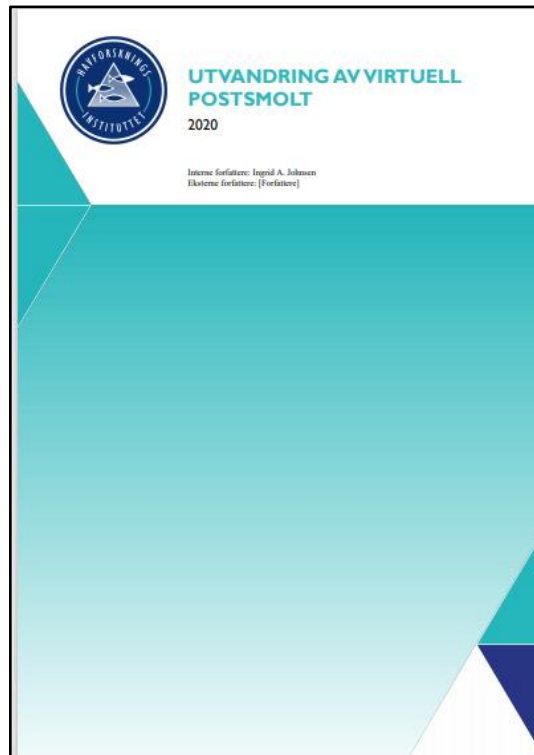 HAVFORSKNINGS
INSTITUTTET
UTVANDRING AV VIRTUELL
POSTSMOLT
2020
Interne forfattere: Ingrid A. Johnsen
Eksterne forfattere: [Forfattere]